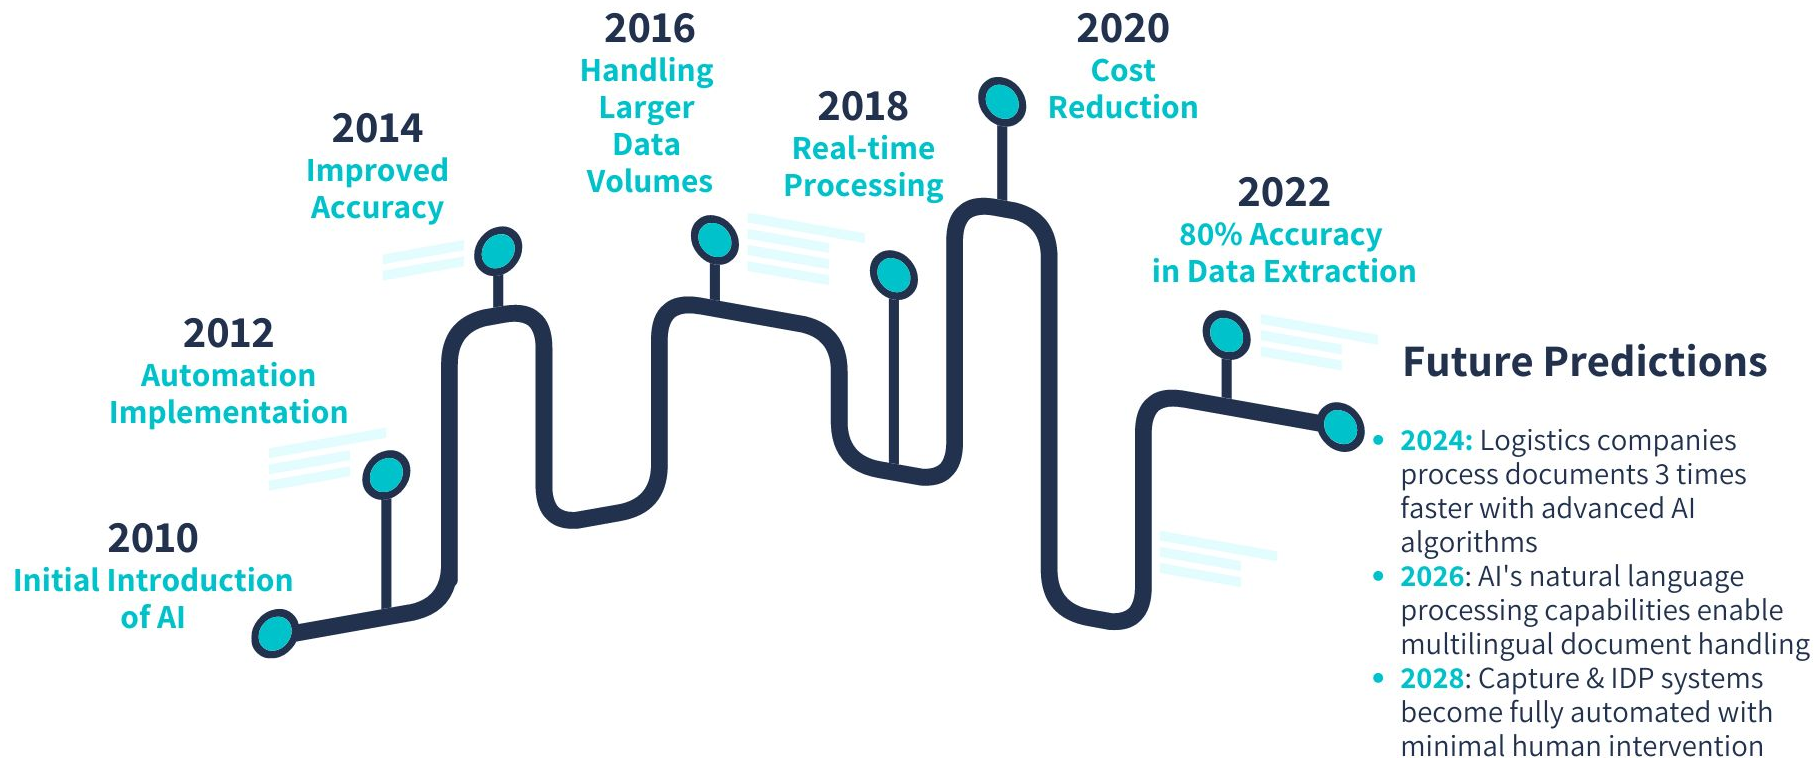 2010
Initial Introduction
of AI
2012
Automation
Implementation
2014
Improved
Accuracy
2016
Handling
Larger
Data
Volumes
2018
Real-time
Processing
2020
Cost
Reduction
2022
80% Accuracy
in Data Extraction
Future Predictions
• 2024: Logistics companies
process documents 3 times
faster with advanced AI
algorithms
• 2026: AI's natural language
processing capabilities enable
multilingual document handling
• 2028: Capture & IDP systems
become fully automated with
minimal human intervention